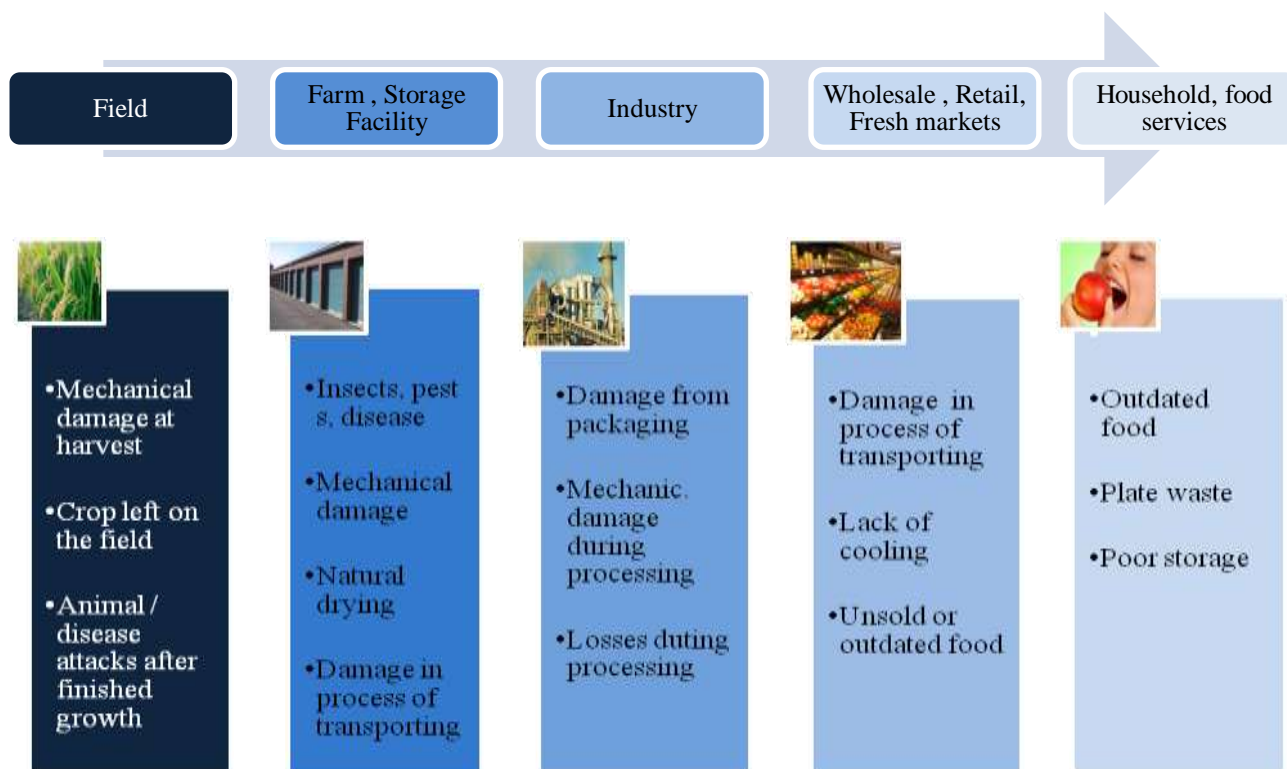 Field
Farm , Storage
Facility
Industry
Wholesale , Retail,
Fresh markets
Household, food
services
•Mechanical
damage at
harvest
•Crop left on
the field
•Animal /
disease
attacks after
finished
growth
•Insects, pest
s, disease
•Mechanical
damage
•Natural
drying
•Damage in
process of
transporting
•Damage from
packaging
•Mechanic.
damage
during
processing
•Losses duting
processing
•Damage in
process of
transporting
•Lack of
cooling
•Unsold or
outdated food
•Outdated
food
•Plate waste
•Poor storage